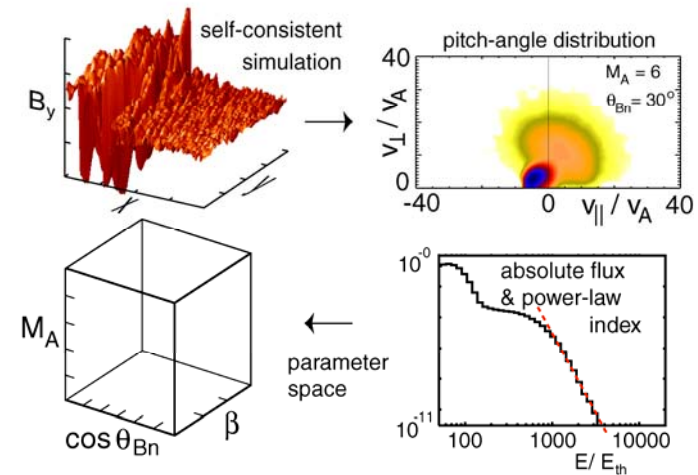 self-consistent
simulation
B_y
x
y
pitch-angle distribution
M_A = 6
θ_Bn = 30°
v_⊥ / v_A
40
0
-40
0
40
v_|| / v_A
M_A
cos θ_Bn
β
parameter
space
absolute flux
& power-law
index
10^-0
10^-11
100
1000
10000
E/ E_th